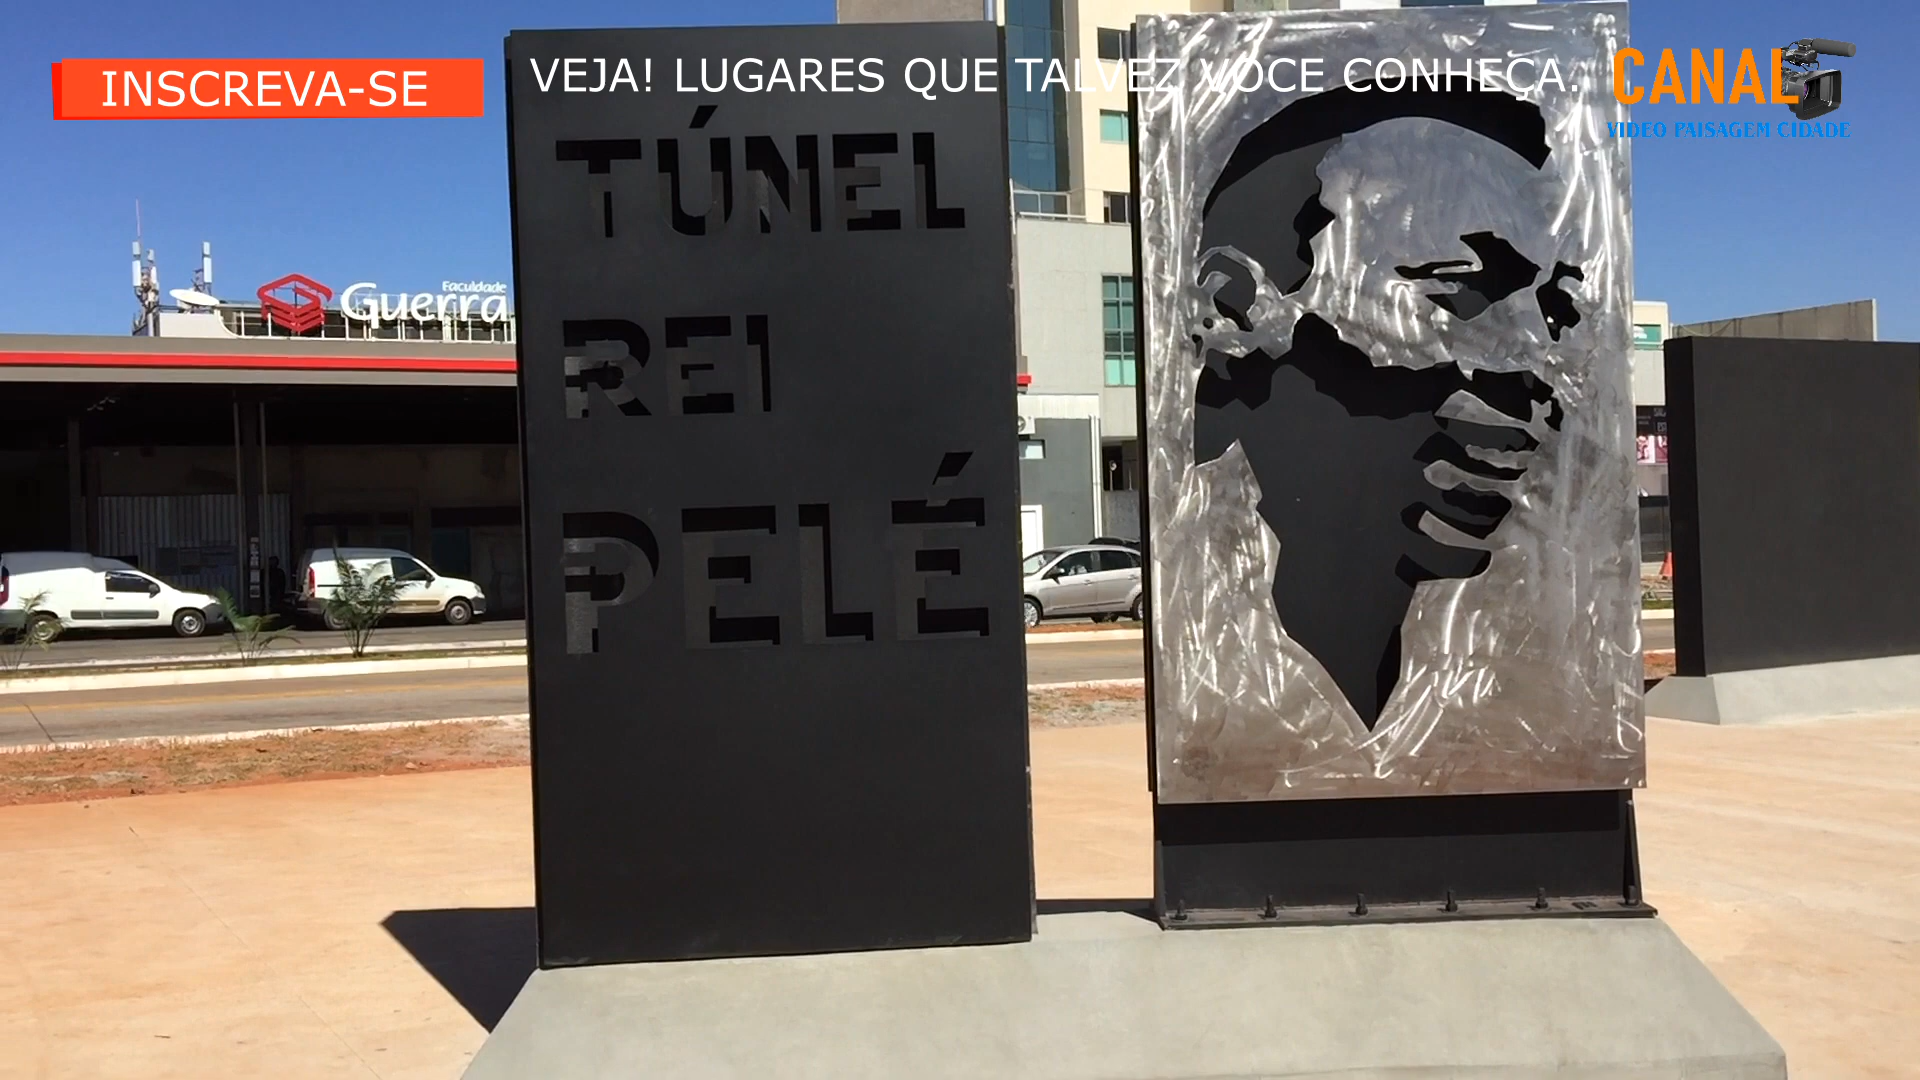 INSCREVA-SE
VEJA! LUGARES QUE TALVEZ VOCE CONHEÇA.
CANAL
VIDEO PAISAGEM CIDADE
TÚNEL
REI
PELÉ
Faculdade
Guerra